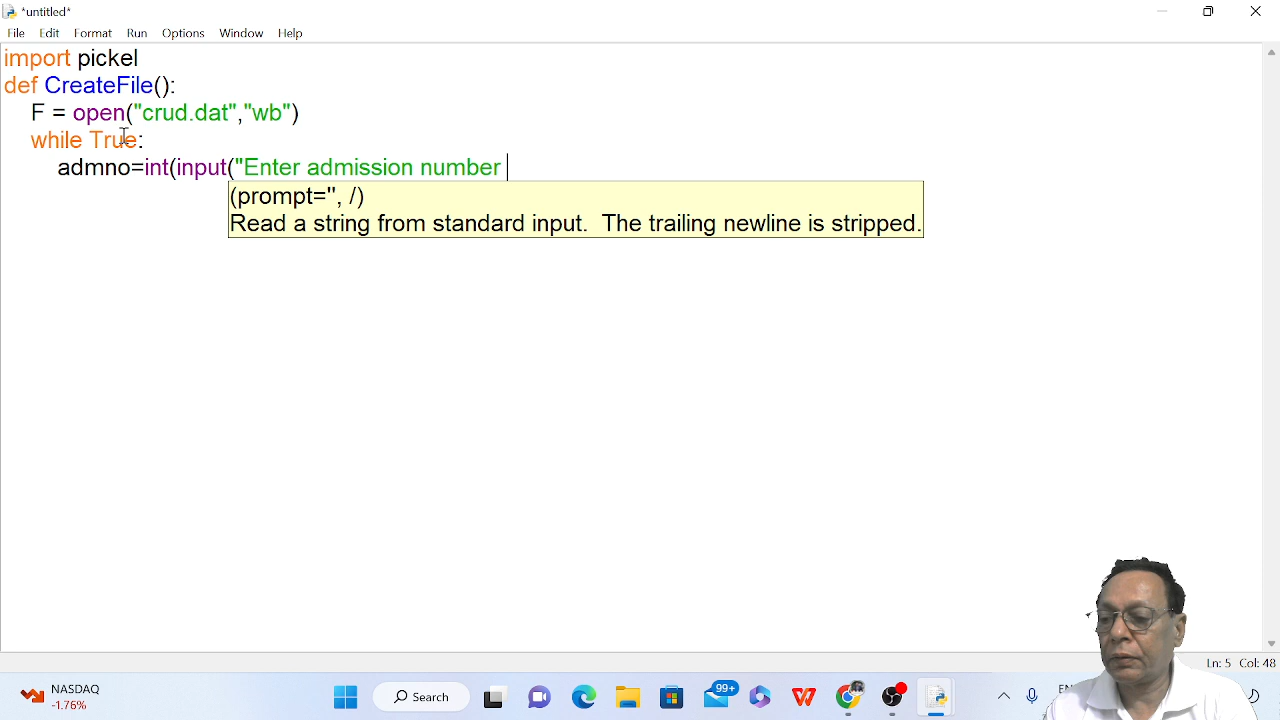 *untitled*
File Edit Format Run Options Window Help
import pickel
def CreateFile():
F = open("crud.dat","wb")
while True:
admno=int(input("Enter admission number
(prompt='', /)
Read a string from standard input.  The trailing newline is stripped.
Ln: 5 Col: 48
NASDAQ
-1.76%
Search
99+